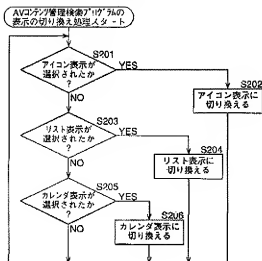 AVコンテンツ管理検索プログラムの
表示の切り換え処理スタート
S201
アイコン表示が
選択されたか
?
YES
NO
S202
アイコン表示に
切り換える
S203
リスト表示が
選択されたか
?
YES
NO
S204
リスト表示に
切り換える
S205
カレンダ表示が
選択されたか
?
YES
NO
S206
カレンダ表示に
切り換える